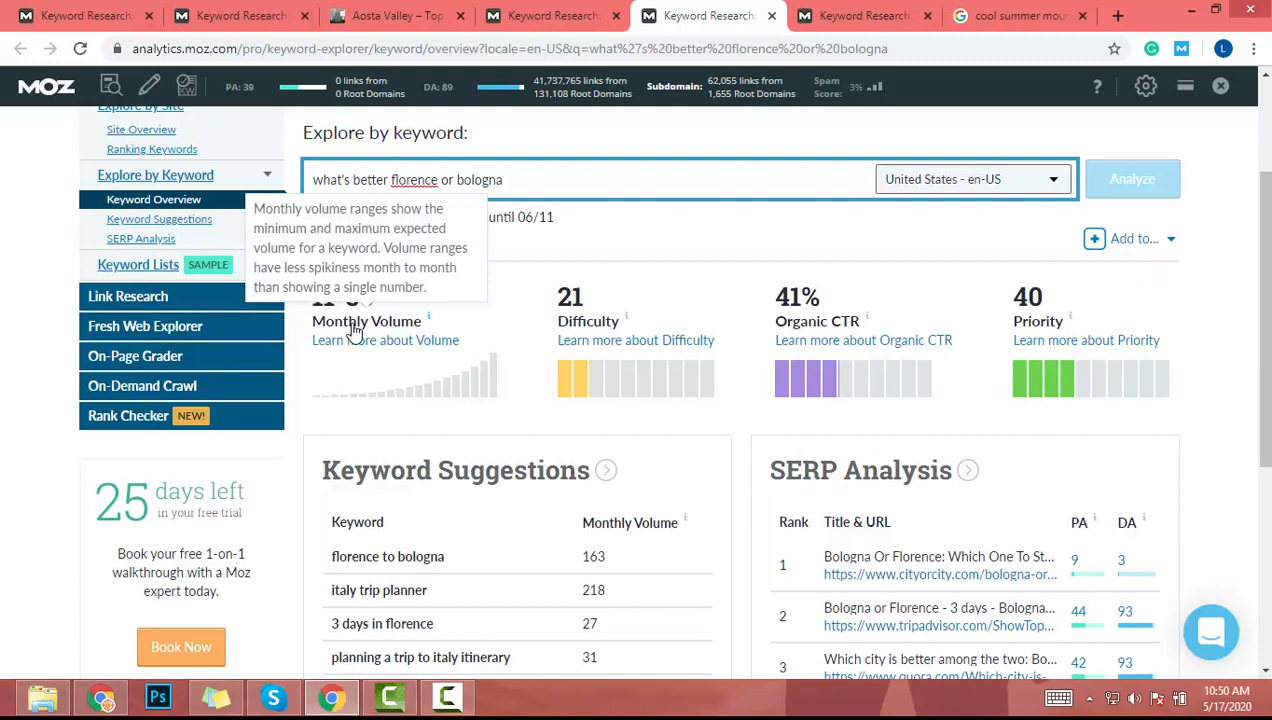 Keyword Research
Keyword Research
Aosta Valley – Top
Keyword Research
Keyword Research
Keyword Research
cool summer mou
analytics.moz.com/pro/keyword-explorer/keyword/overview?locale=en-US&q=what%27s%20better%20florence%20or%20bologna
L
MOZ
KW
PA: 39
0 links from
0 Root Domains
DA: 89
41,737,765 links from
131,108 Root Domains
Subdomain:
62,055 links from
1,655 Root Domains
Spam
Score:
3%
?
Explore by Site
Site Overview
Ranking Keywords
Explore by Keyword
Keyword Overview
Keyword Suggestions
SERP Analysis
Keyword Lists SAMPLE
Link Research
Fresh Web Explorer
On-Page Grader
On-Demand Crawl
Rank Checker NEW!
25 days left
in your free trial
Book your free 1-on-1
walkthrough with a Moz
expert today.
Book Now
Explore by keyword:
what's better florence or bologna
United States - en-US
Analyze
until 06/11
Add to...
Monthly volume ranges show the
minimum and maximum expected
volume for a keyword. Volume ranges
have less spikiness month to month
than showing a single number.
Monthly Volume
Learn more about Volume
21
Difficulty
Learn more about Difficulty
41%
Organic CTR
Learn more about Organic CTR
40
Priority
Learn more about Priority
Keyword Suggestions
Keyword Monthly Volume
florence to bologna 163
italy trip planner 218
3 days in florence 27
planning a trip to italy itinerary 31
SERP Analysis
Rank Title & URL PA DA
1 Bologna Or Florence: Which One To St... 9 3
https://www.cityorcity.com/bologna-or...
2 Bologna or Florence - 3 days - Bologna... 44 93
https://www.tripadvisor.com/ShowTop...
3 Which city is better among the two: Bo... 42 93
https://www.quora.com/Which-city-is-
Ps
10:50 AM
5/17/2020